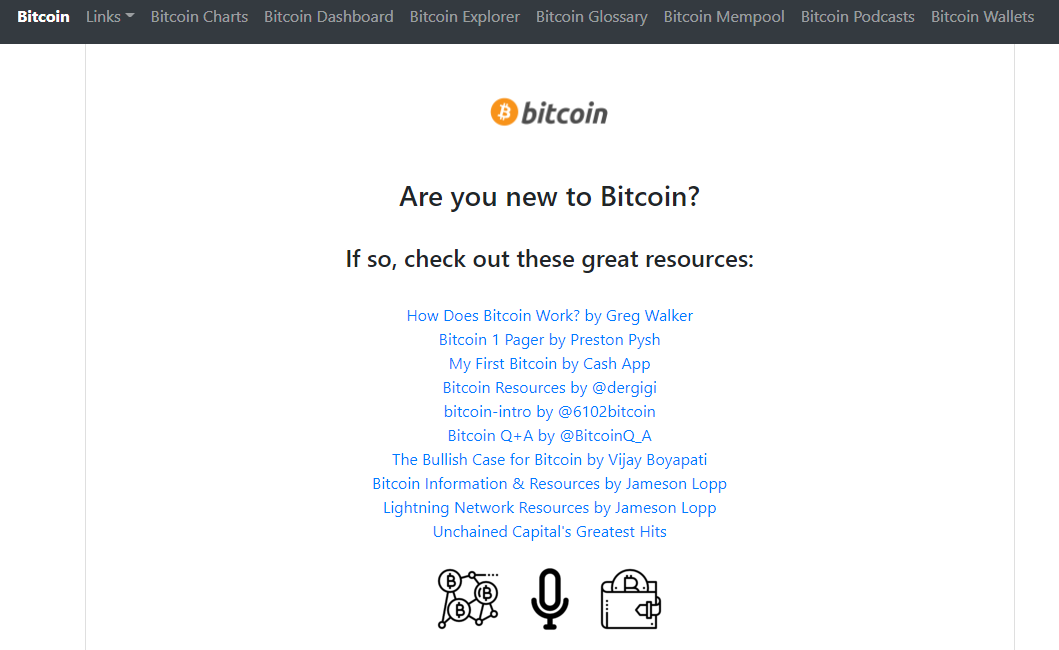 Bitcoin Links Bitcoin Charts Bitcoin Dashboard Bitcoin Explorer Bitcoin Glossary Bitcoin Mempool Bitcoin Podcasts Bitcoin Wallets
bitcoin
Are you new to Bitcoin?
If so, check out these great resources:
How Does Bitcoin Work? by Greg Walker
Bitcoin 1 Pager by Preston Pysh
My First Bitcoin by Cash App
Bitcoin Resources by @dergigi
bitcoin-intro by @6102bitcoin
Bitcoin Q+A by @BitcoinQ_A
The Bullish Case for Bitcoin by Vijay Boyapati
Bitcoin Information & Resources by Jameson Lopp
Lightning Network Resources by Jameson Lopp
Unchained Capital's Greatest Hits